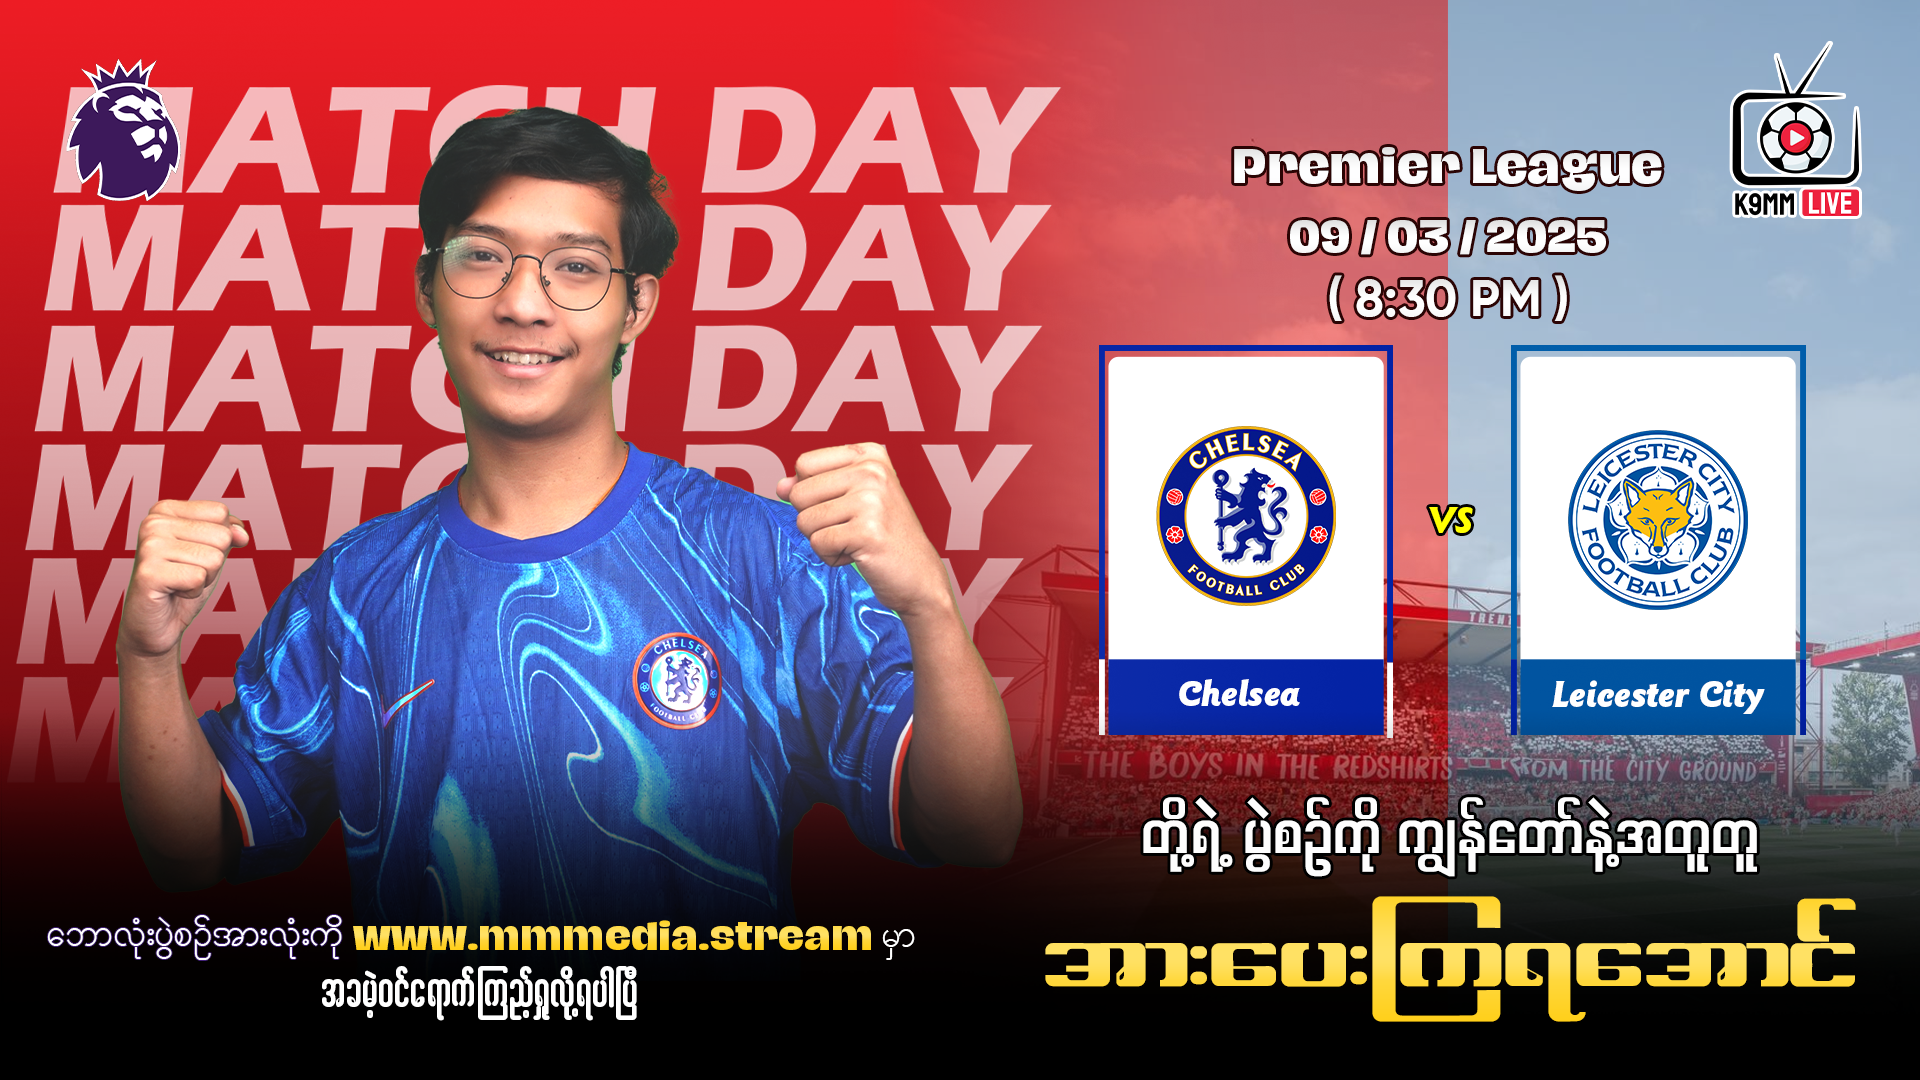 MATCH DAY
MATCH DAY
MATCH DAY
MATCH DAY
Premier League
09 / 03 / 2025
( 8:30 PM )
K9MM LIVE
CHELSEA
FOOTBALL CLUB
Chelsea
vs
LEICESTER CITY
FOOTBALL CLUB
Leicester City
CHELSEA
TRENT
THE BOYS IN THE REDSHIRTS
FROM THE CITY GROUND
တို့ရဲ့ ပွဲစဉ်ကို ကျွန်တော်နဲ့အတူတူ
အားပေးကြရအောင်
ဘောလုံးပွဲစဉ်အားလုံးကို www.mmmedia.stream မှာ
အခမဲ့ဝင်ရောက်ကြည့်ရှုလို့ရပါပြီ